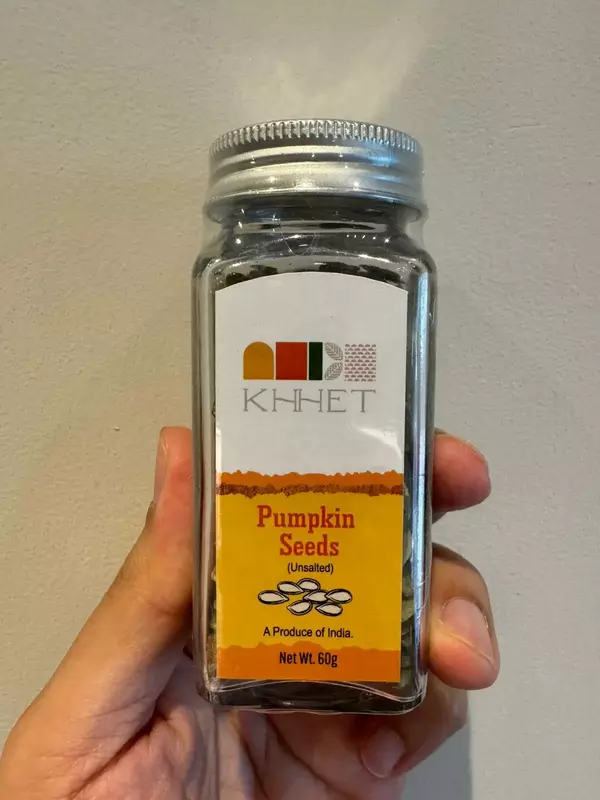 KHHET
Pumpkin
Seeds
(Unsalted)
A Produce of India.
Net Wt. 60g